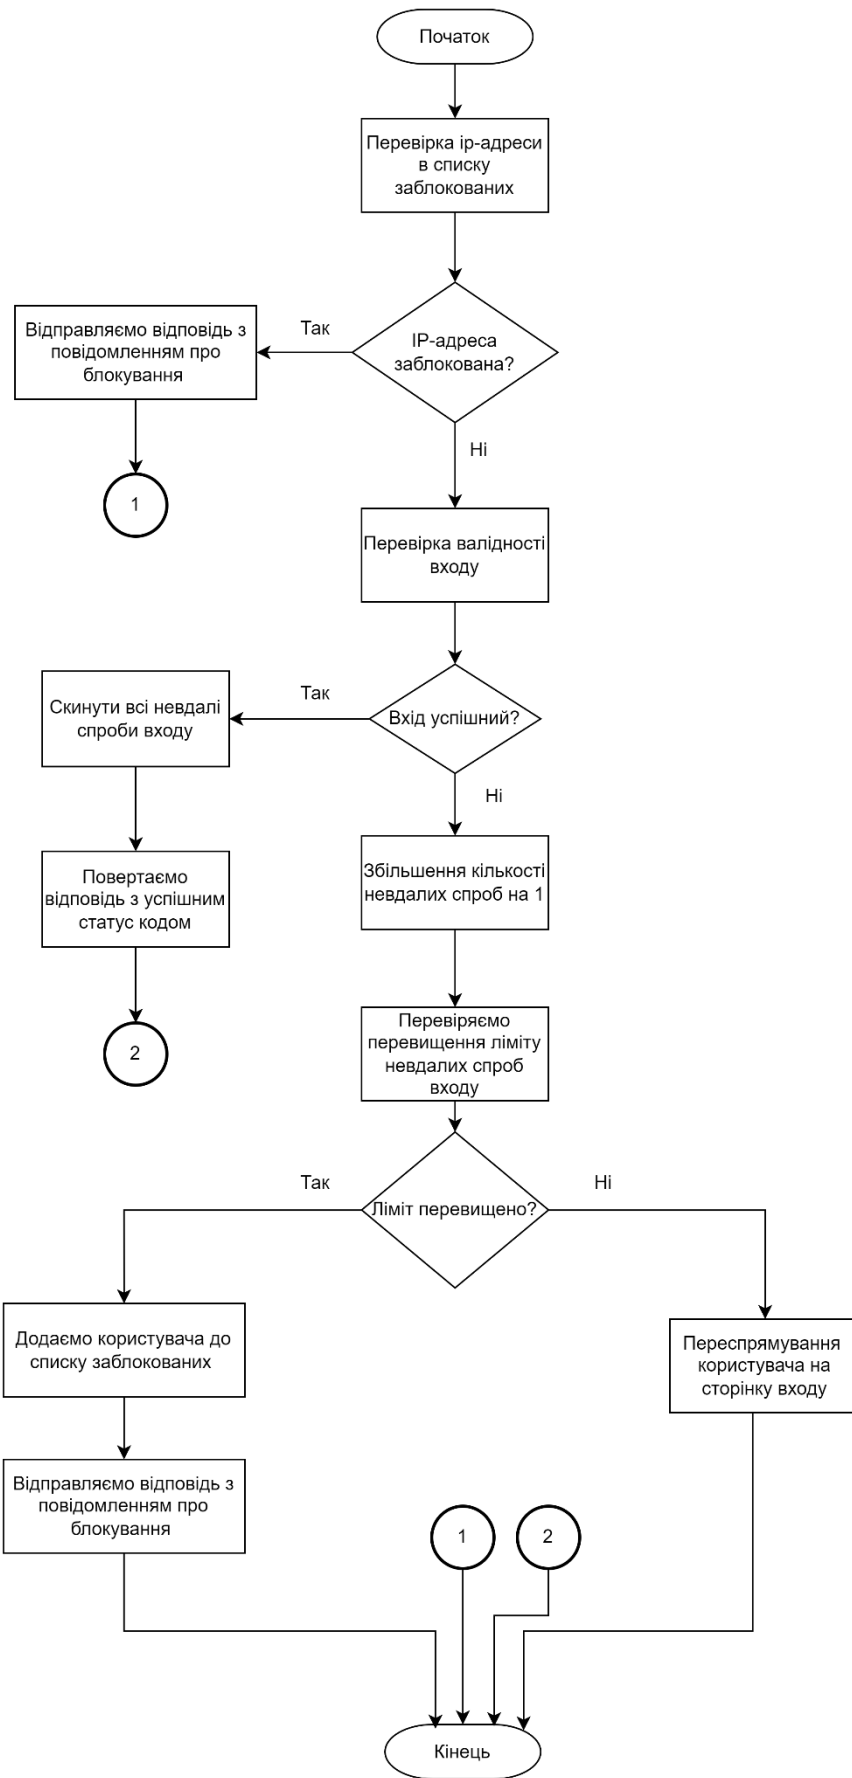 Початок
Перевірка ip-адреси
в списку
заблокованих
IP-адреса
заблокована?
Так
Відправляємо відповідь з
повідомленням про
блокування
1
Ні
Перевірка валідності
входу
Вхід успішний?
Так
Скинути всі невдалі
спроби входу
Повертаємо
відповідь з успішним
статус кодом
2
Ні
Збільшення кількості
невдалих спроб на 1
Перевіряємо
перевищення ліміту
невдалих спроб
входу
Ліміт перевищено?
Так
Ні
Додаємо користувача до
списку заблокованих
Відправляємо відповідь з
повідомленням про
блокування
Переспрямування
користувача на
сторінку входу
1
2
Кінець